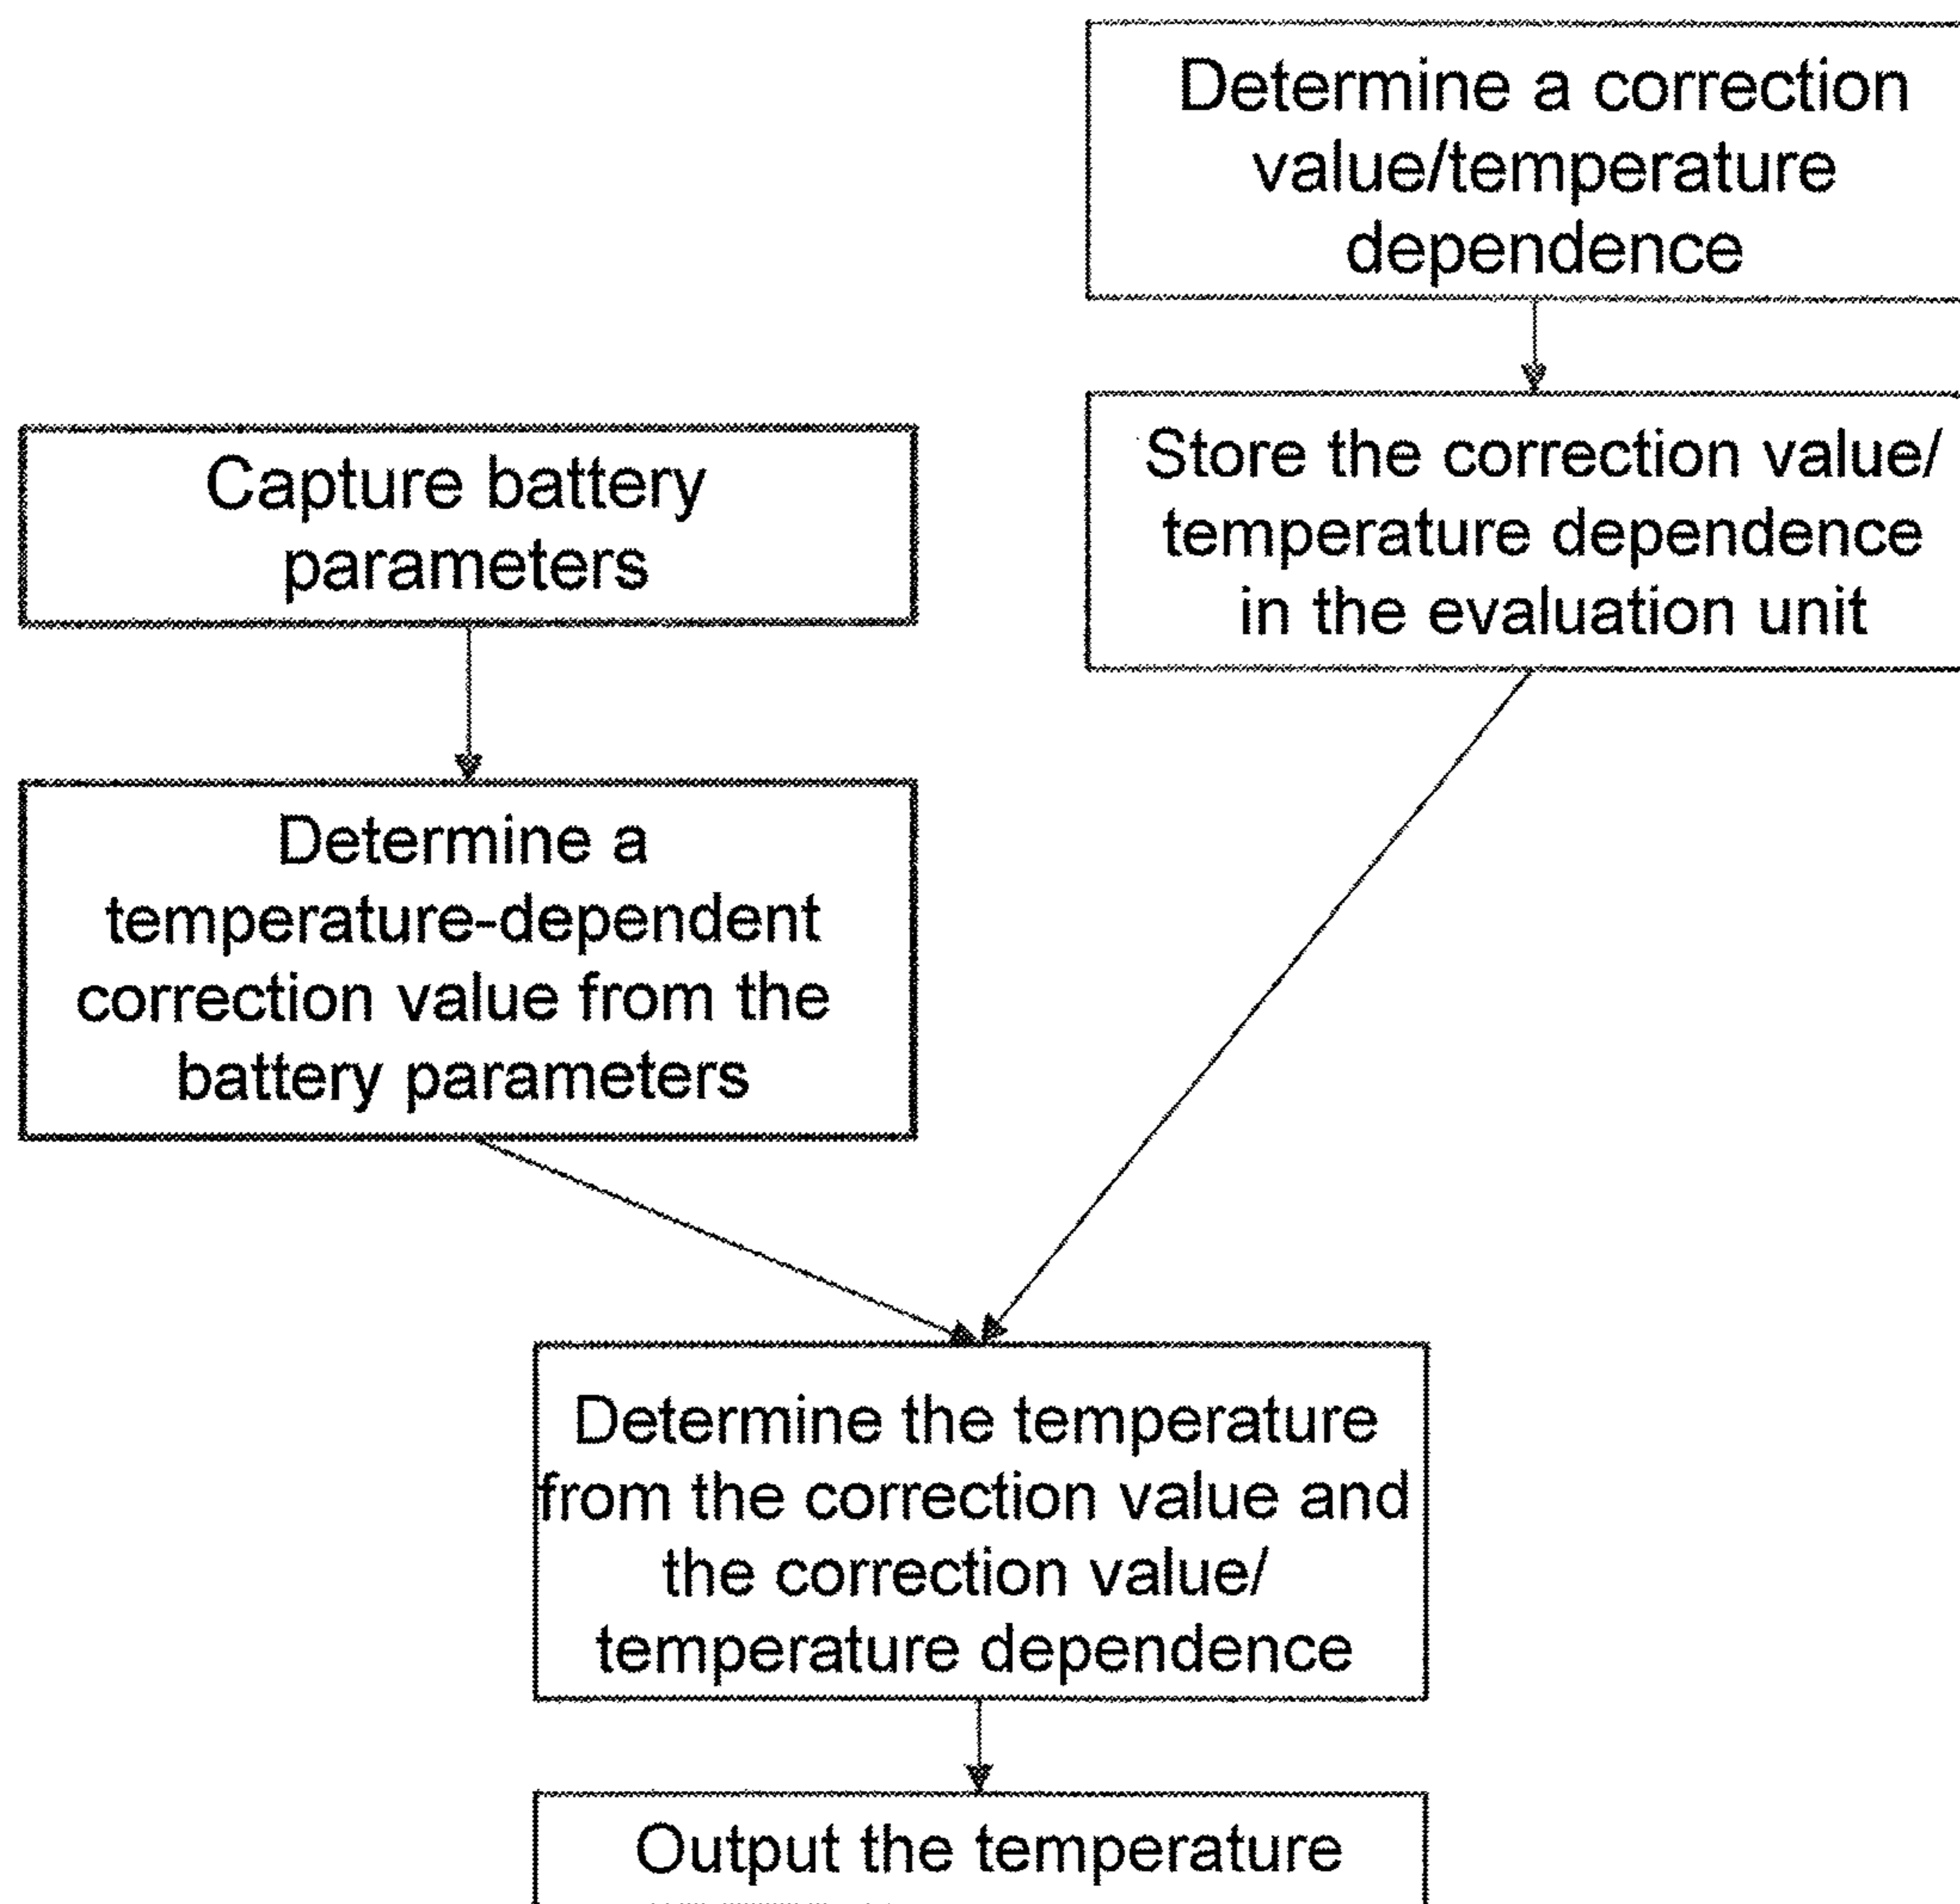 Determine a correction
value/temperature
dependence
Store the correction value/
temperature dependence
in the evaluation unit
Capture battery
parameters
Determine a
temperature-dependent
correction value from the
battery parameters
Determine the temperature
from the correction value and
the correction value/
temperature dependence
Output the temperature